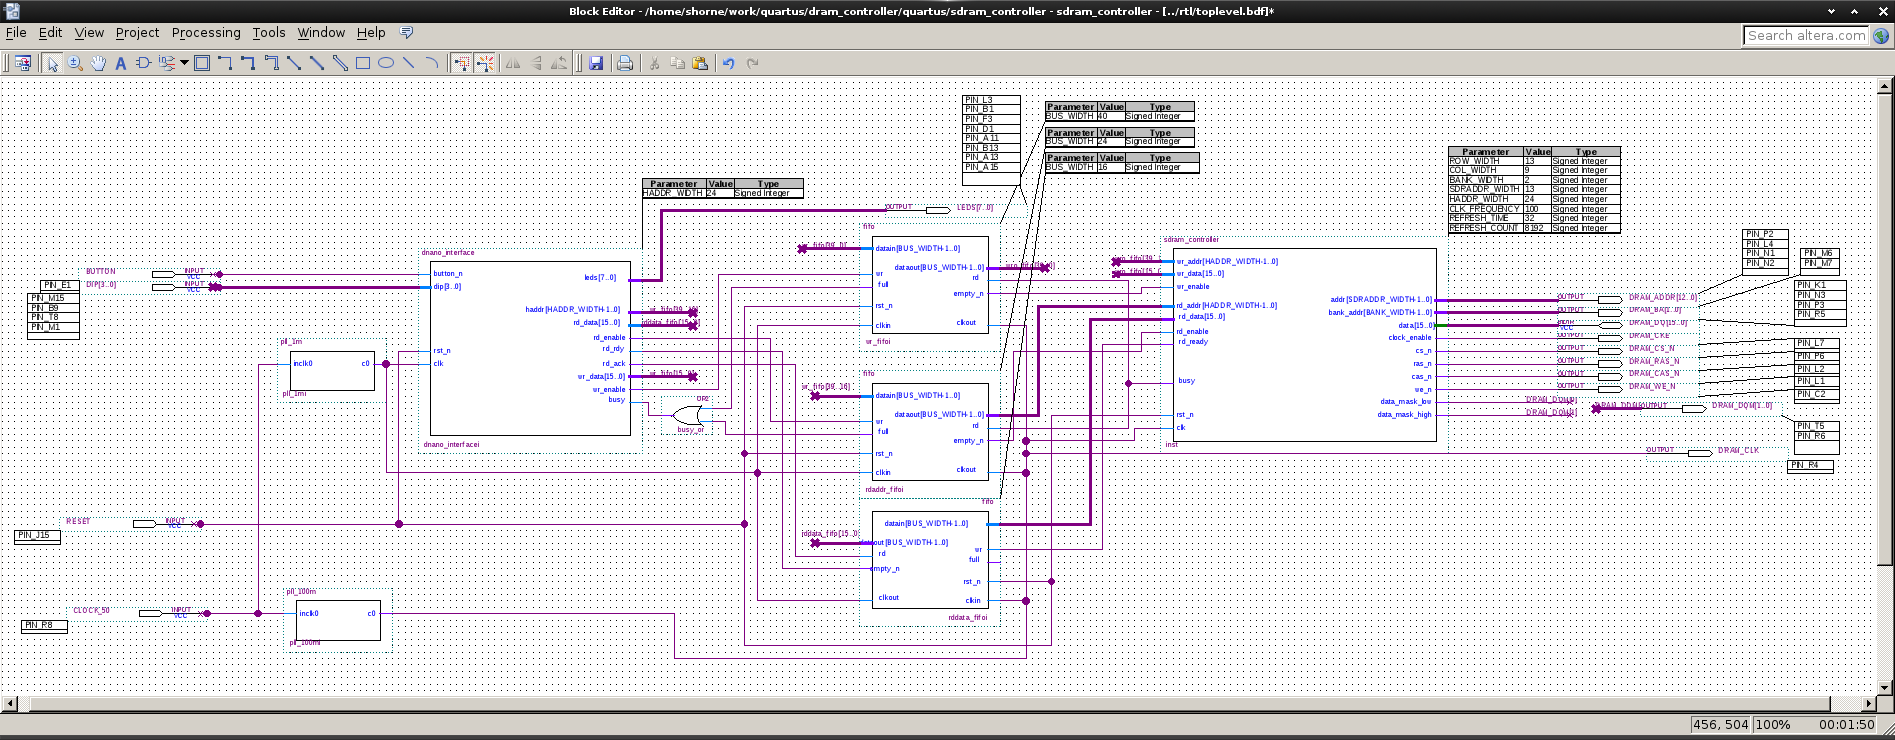 Block Editor - /home/shorne/work/quartus/dram_controller/quartus/sdram_controller - sdram_controller - [../rtl/toplevel.bdf]*
File Edit View Project Processing Tools Window Help
Search altera.com
PIN_L3
PIN_B1
PIN_F3
PIN_D1
PIN_A11
PIN_B13
PIN_A13
PIN_A15
Parameter Value Type
BUS_WIDTH 40 Signed Integer
Parameter Value Type
BUS_WIDTH 24 Signed Integer
Parameter Value Type
BUS_WIDTH 16 Signed Integer
Parameter Value Type
HADDR_WIDTH 24 Signed Integer
Parameter Value Type
ROW_WIDTH 13 Signed Integer
COL_WIDTH 9 Signed Integer
BANK_WIDTH 2 Signed Integer
SDRADDR_WIDTH 13 Signed Integer
HADDR_WIDTH 24 Signed Integer
CLK_FREQUENCY 100 Signed Integer
REFRESH_TIME 32 Signed Integer
REFRESH_COUNT 8192 Signed Integer
OUTPUT LEDS[7..0]
BUTTON INPUT VCC
DIP[3..0] INPUT VCC
PIN_E1
PIN_M15
PIN_B9
PIN_T8
PIN_M1
pll_1m
inclk0 c0
pll_1mi
dnano_interface
button_n
dip[3..0]
rst_n
clk
leds[7..0]
haddr[HADDR_WIDTH-1..0]
rd_data[15..0]
rd_enable
rd_rdy
rd_ack
wr_data[15..0]
wr_enable
busy
dnano_interfacei
OR2
busy_or
fifo
datain[BUS_WIDTH-1..0]
dataout[BUS_WIDTH-1..0]
wr
rd
full
empty_n
rst_n
clkin
clkout
wr_fifoi
fifo
wr_fifo[39..16]
datain[BUS_WIDTH-1..0]
dataout[BUS_WIDTH-1..0]
wr
rd
full
empty_n
rst_n
clkin
clkout
rdaddr_fifoi
fifo
datain[BUS_WIDTH-1..0]
rddata_fifo[15..0]
[BUS_WIDTH-1..0]
rd
wr
empty_n
full
rst_n
clkout
clkin
rddata_fifoi
sdram_controller
wr_addr[HADDR_WIDTH-1..0]
wr_data[15..0]
wr_enable
rd_addr[HADDR_WIDTH-1..0]
rd_data[15..0]
rd_enable
rd_ready
busy
rst_n
clk
inst
addr[SDRADDR_WIDTH-1..0]
bank_addr[BANK_WIDTH-1..0]
data[15..0]
clock_enable
cs_n
ras_n
cas_n
we_n
data_mask_low
data_mask_high
OUTPUT DRAM_ADDR[12..0]
OUTPUT DRAM_BA[1..0]
DRAM_DQ[15..0]
OUTPUT DRAM_CKE
OUTPUT DRAM_CS_N
OUTPUT DRAM_RAS_N
OUTPUT DRAM_CAS_N
OUTPUT DRAM_WE_N
OUTPUT DRAM_DQM[1..0]
OUTPUT DRAM_CLK
PIN_P2
PIN_L4
PIN_N1
PIN_N2
PIN_M6
PIN_M7
PIN_K1
PIN_N3
PIN_P3
PIN_R5
PIN_L7
PIN_P6
PIN_L2
PIN_L1
PIN_C2
PIN_T5
PIN_R6
PIN_R4
RESET INPUT VCC
PIN_J15
CLOCK_50 INPUT VCC
PIN_R8
pll_100m
inclk0 c0
pll_100mi
456, 504 100% 00:01:50